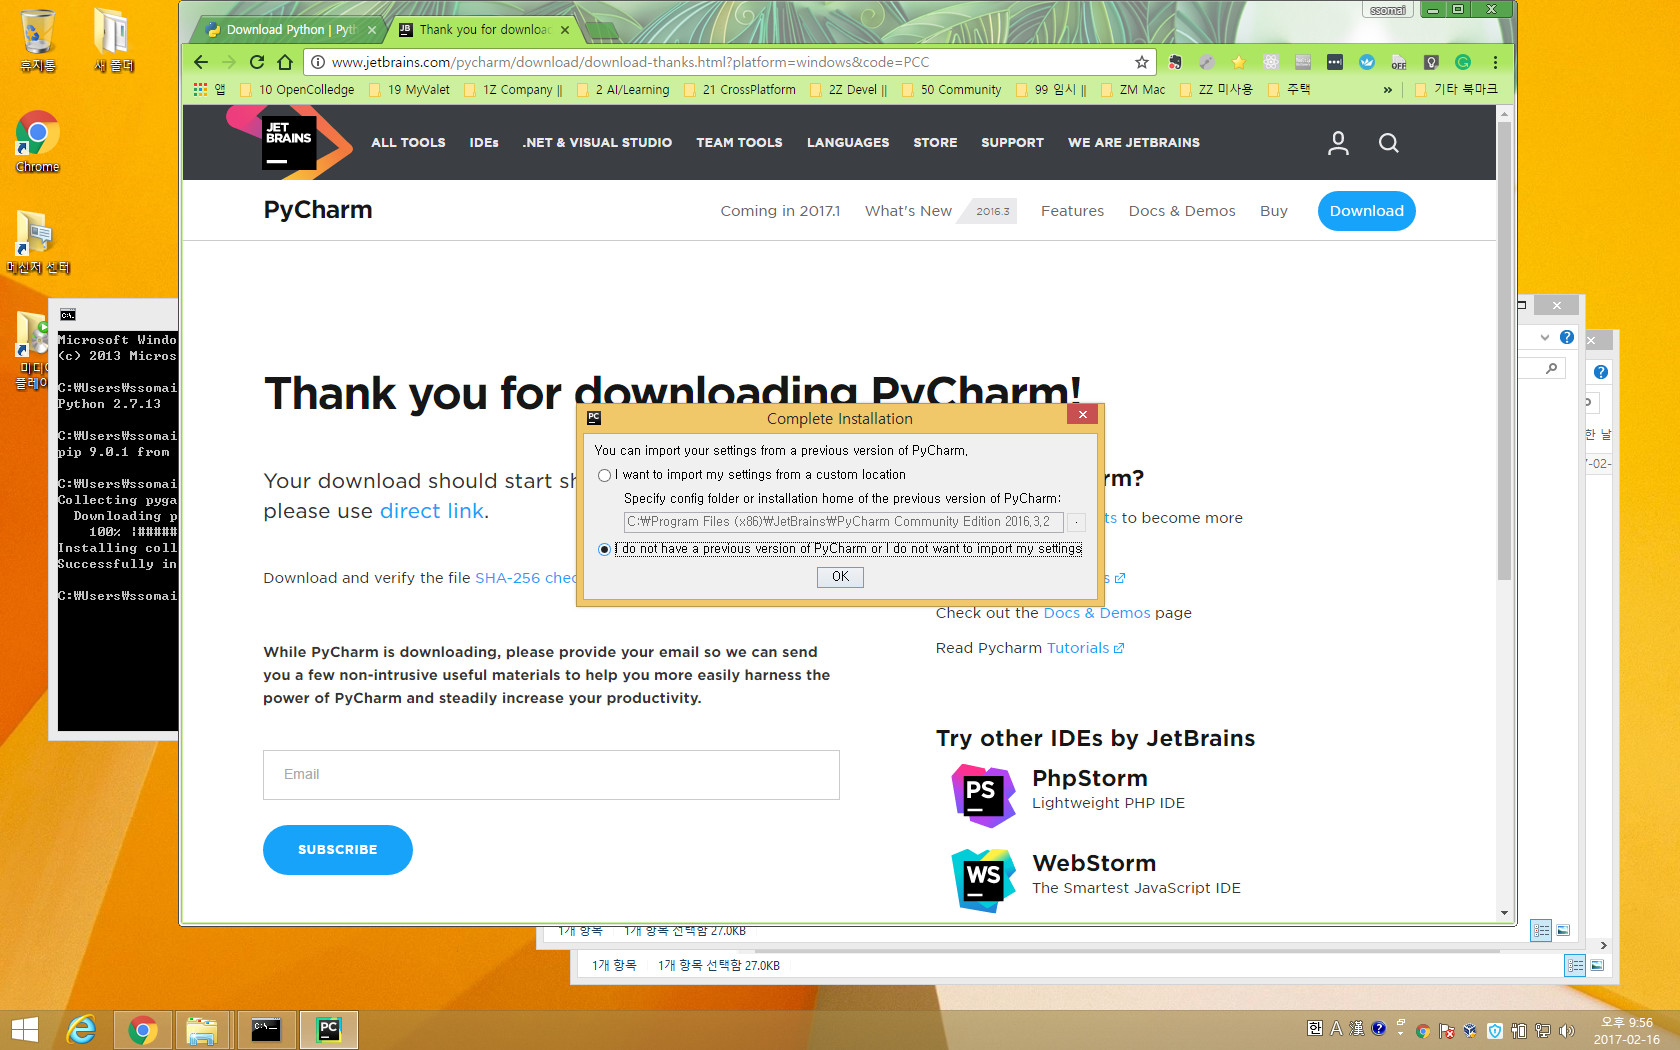 휴지통
새 폴더
Chrome
메신저 센터
미디어
플레이
ssomai
Download Python | Pyth
Thank you for download
www.jetbrains.com/pycharm/download/download-thanks.html?platform=windows&code=PCC
앱
10 OpenColledge
19 MyValet
1Z Company ||
2 AI/Learning
21 CrossPlatform
2Z Devel ||
50 Community
99 임시 ||
ZM Mac
ZZ 미사용
주택
»
기타 북마크
JET
BRAINS
ALL TOOLS
IDEs
.NET & VISUAL STUDIO
TEAM TOOLS
LANGUAGES
STORE
SUPPORT
WE ARE JETBRAINS
PyCharm
Coming in 2017.1
What's New
2016.3
Features
Docs & Demos
Buy
Download
Microsoft Windo
(c) 2013 Micros
C:₩Users₩ssomai
Python 2.7.13
C:₩Users₩ssomai
pip 9.0.1 from
C:₩Users₩ssomai
Collecting pyga
Downloading p
100% |######
Installing coll
Successfully in
C:₩Users₩ssomai
Thank you for downloading PyCharm!
Your download should start sh
please use direct link.
Download and verify the file SHA-256 chec
Complete Installation
You can import your settings from a previous version of PyCharm.
I want to import my settings from a custom location
Specify config folder or installation home of the previous version of PyCharm:
C:₩Program Files (x86)₩JetBrains₩PyCharm Community Edition 2016.3.2
I do not have a previous version of PyCharm or I do not want to import my settings
OK
rm?
ts to become more
s
Check out the Docs & Demos page
Read Pycharm Tutorials
While PyCharm is downloading, please provide your email so we can send
you a few non-intrusive useful materials to help you more easily harness the
power of PyCharm and steadily increase your productivity.
Email
SUBSCRIBE
Try other IDEs by JetBrains
PS
PhpStorm
Lightweight PHP IDE
WS
WebStorm
The Smartest JavaScript IDE
한 날
7-02-
1개 항목
1개 항목 선택함 27.0KB
1개 항목
1개 항목 선택함 27.0KB
한 A 漢
오후 9:56
2017-02-16